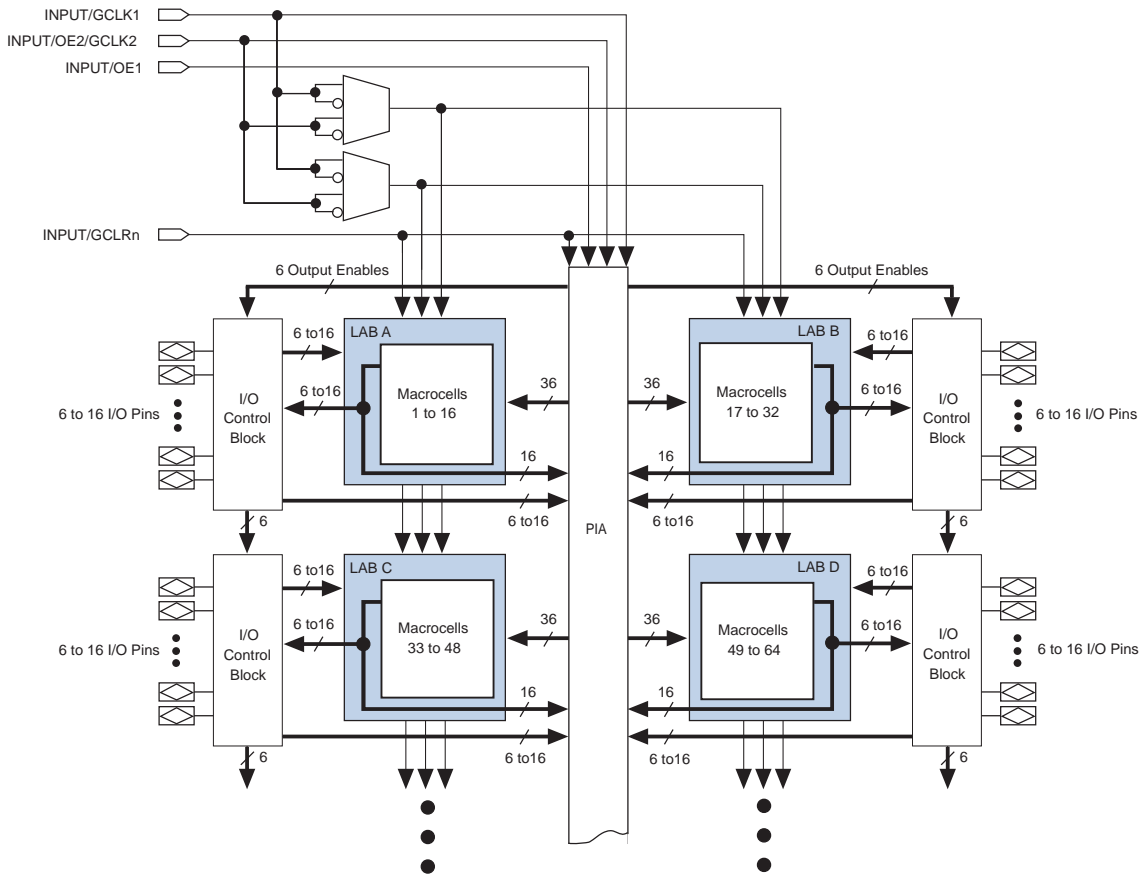 INPUT/GCLK1
INPUT/OE2/GCLK2
INPUT/OE1
INPUT/GCLRn
6 Output Enables
6 Output Enables
LAB A
LAB B
6 to16
6 to16
I/O
Control
Block
Macrocells
1 to 16
6 to16
36
36
Macrocells
17 to 32
6 to16
I/O
Control
Block
6 to 16 I/O Pins
6 to 16 I/O Pins
16
16
6 to16
6 to16
6
6
PIA
LAB C
LAB D
6 to16
6 to16
I/O
Control
Block
Macrocells
33 to 48
6 to16
36
36
Macrocells
49 to 64
6 to16
I/O
Control
Block
6 to 16 I/O Pins
6 to 16 I/O Pins
16
16
6 to16
6 to16
6
6